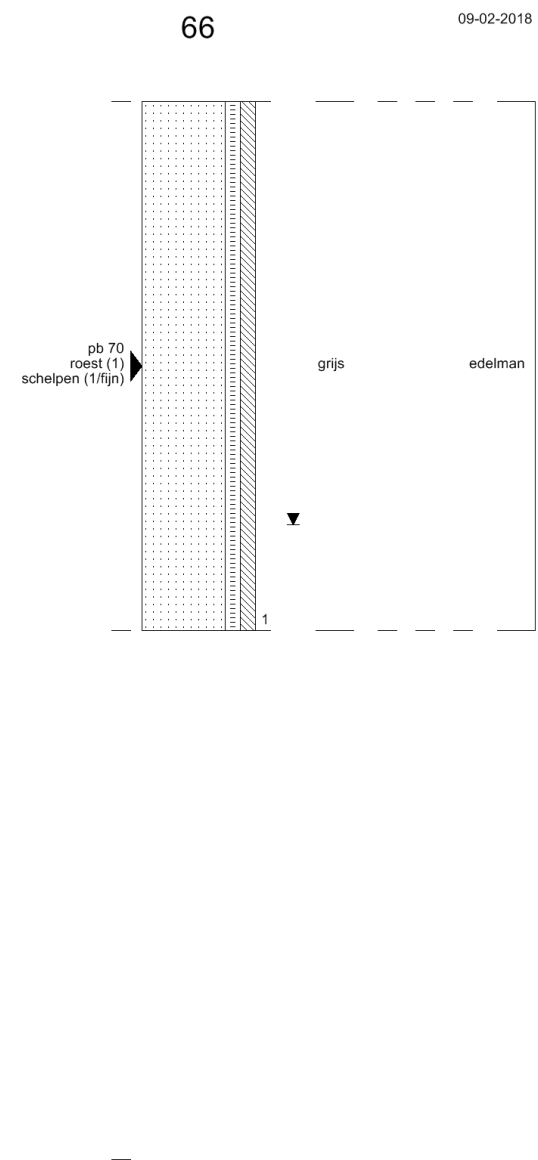 66
09-02-2018
pb 70
roest (1)
schelpen (1/fijn)
grijs
edelman
1